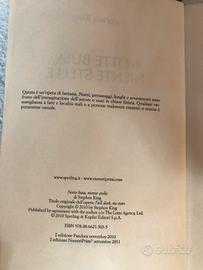 Stephen King
NOTTE BUIA,
NIENTE STELLE
Questa è un'opera di fantasia. Nomi, personaggi, luoghi e avvenimenti sono
frutto dell'immaginazione dell'autore o usati in chiave fittizia. Qualsiasi
somiglianza a fatti e località reali o a persone realmente esistenti o esistite è
puramente casuale.
www.sperling.it www.numeriprimi.com
Notte buia, niente stelle
di Stephen King
Titolo originale dell'opera Full dark, no stars
Copyright © 2010 by Stephen King
Published by agreement with the author c/o The Lotts Agency, Ltd.
© 2010 Sperling & Kupfer Editori S.p.A.
ISBN 978-88-6621-
I edizione Pandora novembre 2010
I edizione NumeriPrimi settembre 2011
subito